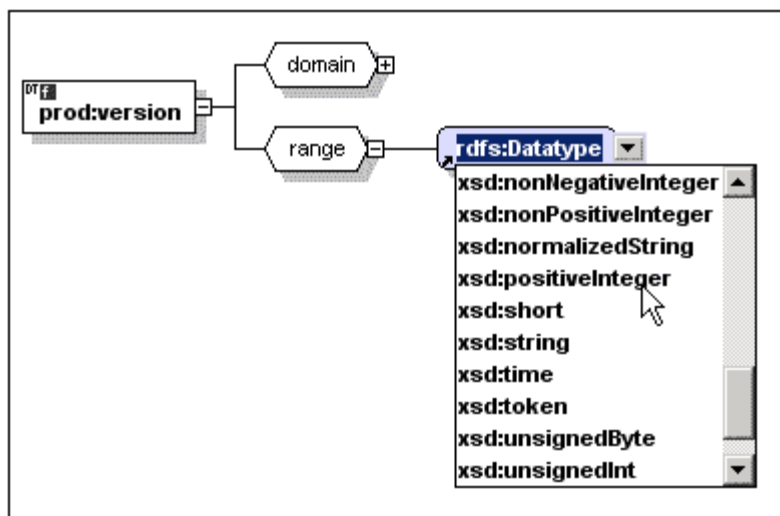 domain
DT f
prod:version
range
rdfs:Datatype
xsd:nonNegativeInteger
xsd:nonPositiveInteger
xsd:normalizedString
xsd:positiveInteger
xsd:short
xsd:string
xsd:time
xsd:token
xsd:unsignedByte
xsd:unsignedInt